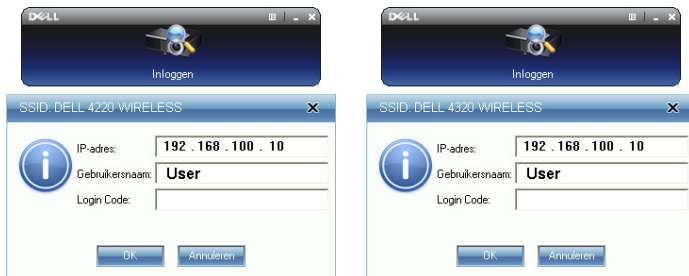 DELL
Inloggen
SSID: DELL 4220 WIRELESS
IP-adres: 192 . 168 . 100 . 10
Gebruikersnaam: User
Login Code:
OK Annuleren
DELL
Inloggen
SSID: DELL 4320 WIRELESS
IP-adres: 192 . 168 . 100 . 10
Gebruikersnaam: User
Login Code:
OK Annuleren